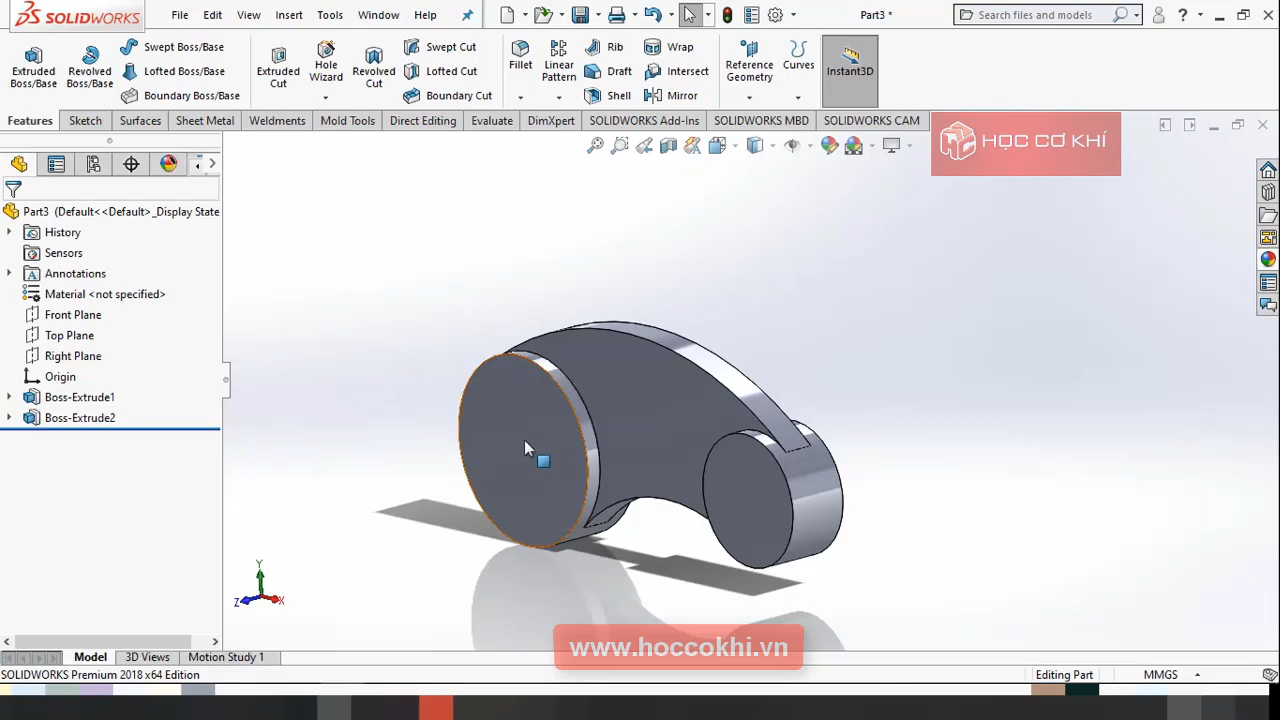 SOLIDWORKS
File Edit View Insert Tools Window Help
Part3 *
Search files and models
Extruded Boss/Base
Revolved Boss/Base
Swept Boss/Base
Lofted Boss/Base
Boundary Boss/Base
Extruded Cut
Hole Wizard
Revolved Cut
Swept Cut
Lofted Cut
Boundary Cut
Fillet
Linear Pattern
Rib
Draft
Shell
Wrap
Intersect
Mirror
Reference Geometry
Curves
Instant3D
Features Sketch Surfaces Sheet Metal Weldments Mold Tools Direct Editing Evaluate DimXpert SOLIDWORKS Add-Ins SOLIDWORKS MBD SOLIDWORKS CAM
HỌC CƠ KHÍ
Part3 (Default<<Default>_Display State
History
Sensors
Annotations
Material <not specified>
Front Plane
Top Plane
Right Plane
Origin
Boss-Extrude1
Boss-Extrude2
Y
Z
X
www.hoccokhi.vn
Model 3D Views Motion Study 1
SOLIDWORKS Premium 2018 x64 Edition
Editing Part
MMGS